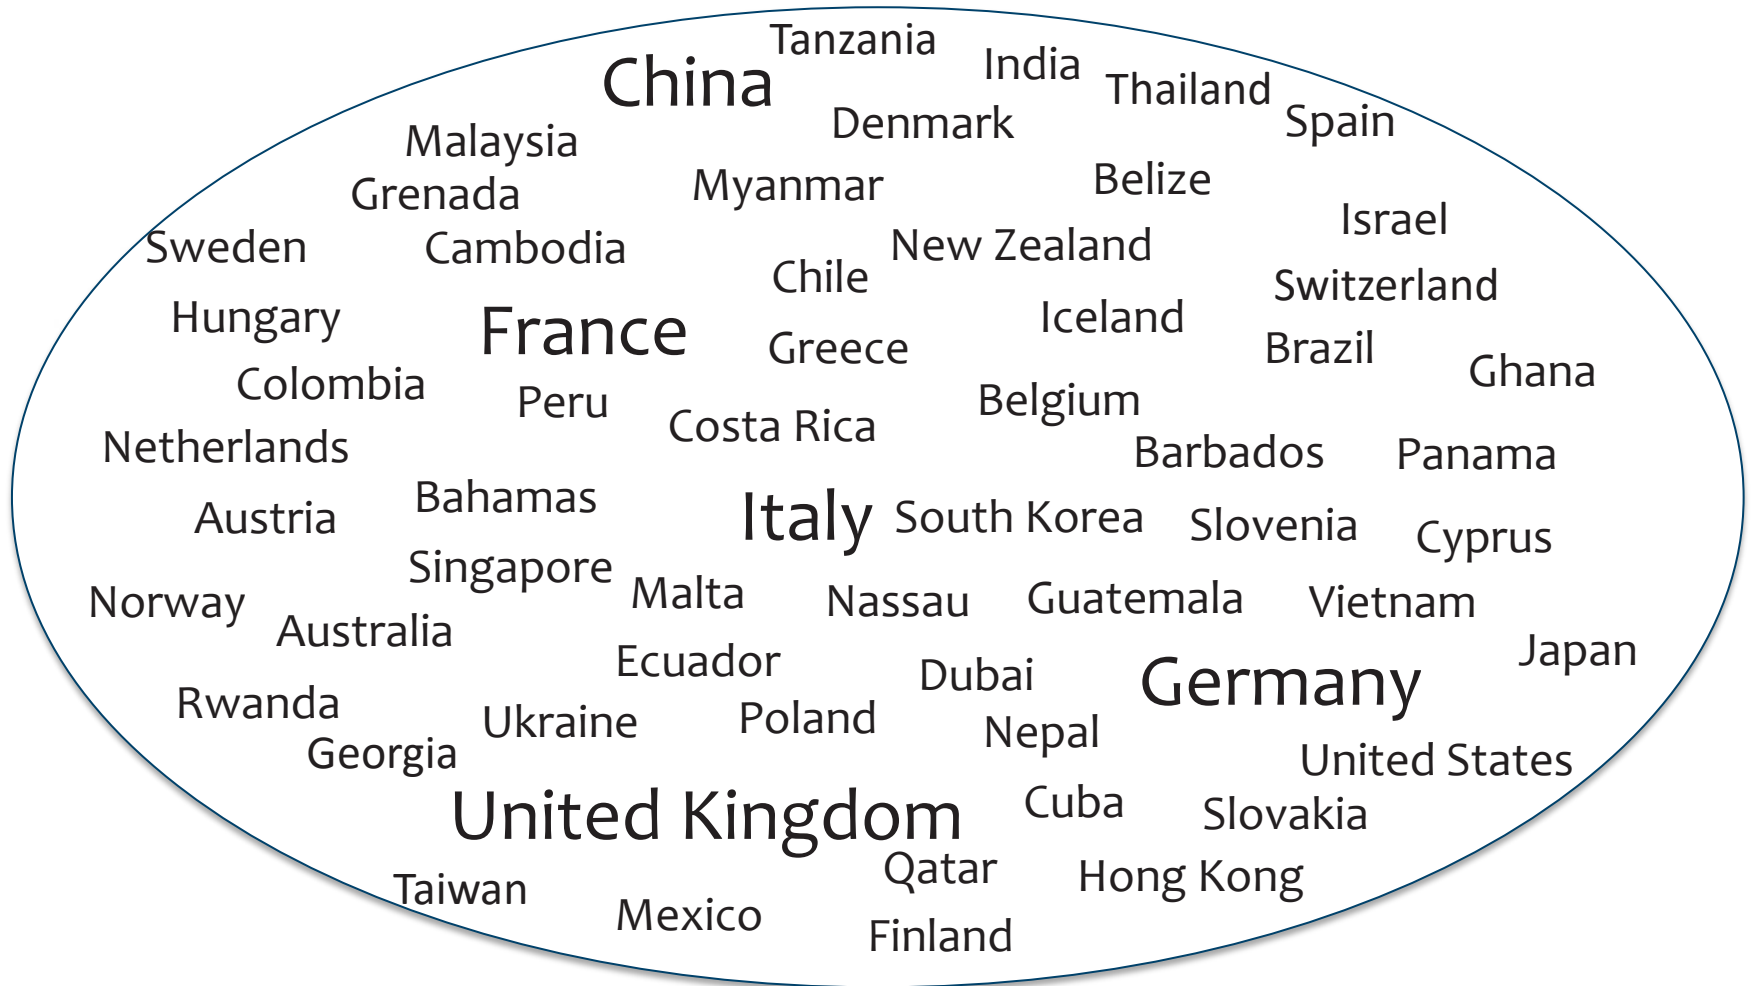 Tanzania
China
India
Thailand
Denmark
Spain
Malaysia
Grenada
Myanmar
Belize
Israel
Sweden
Cambodia
New Zealand
Chile
Switzerland
Hungary
France
Iceland
Greece
Brazil
Ghana
Colombia
Peru
Belgium
Costa Rica
Netherlands
Barbados
Panama
Bahamas
Austria
Italy
South Korea
Slovenia
Cyprus
Singapore
Norway
Malta
Nassau
Guatemala
Vietnam
Australia
Japan
Ecuador
Dubai
Germany
Rwanda
Ukraine
Poland
Nepal
Georgia
United States
United Kingdom
Cuba
Slovakia
Qatar
Hong Kong
Taiwan
Mexico
Finland